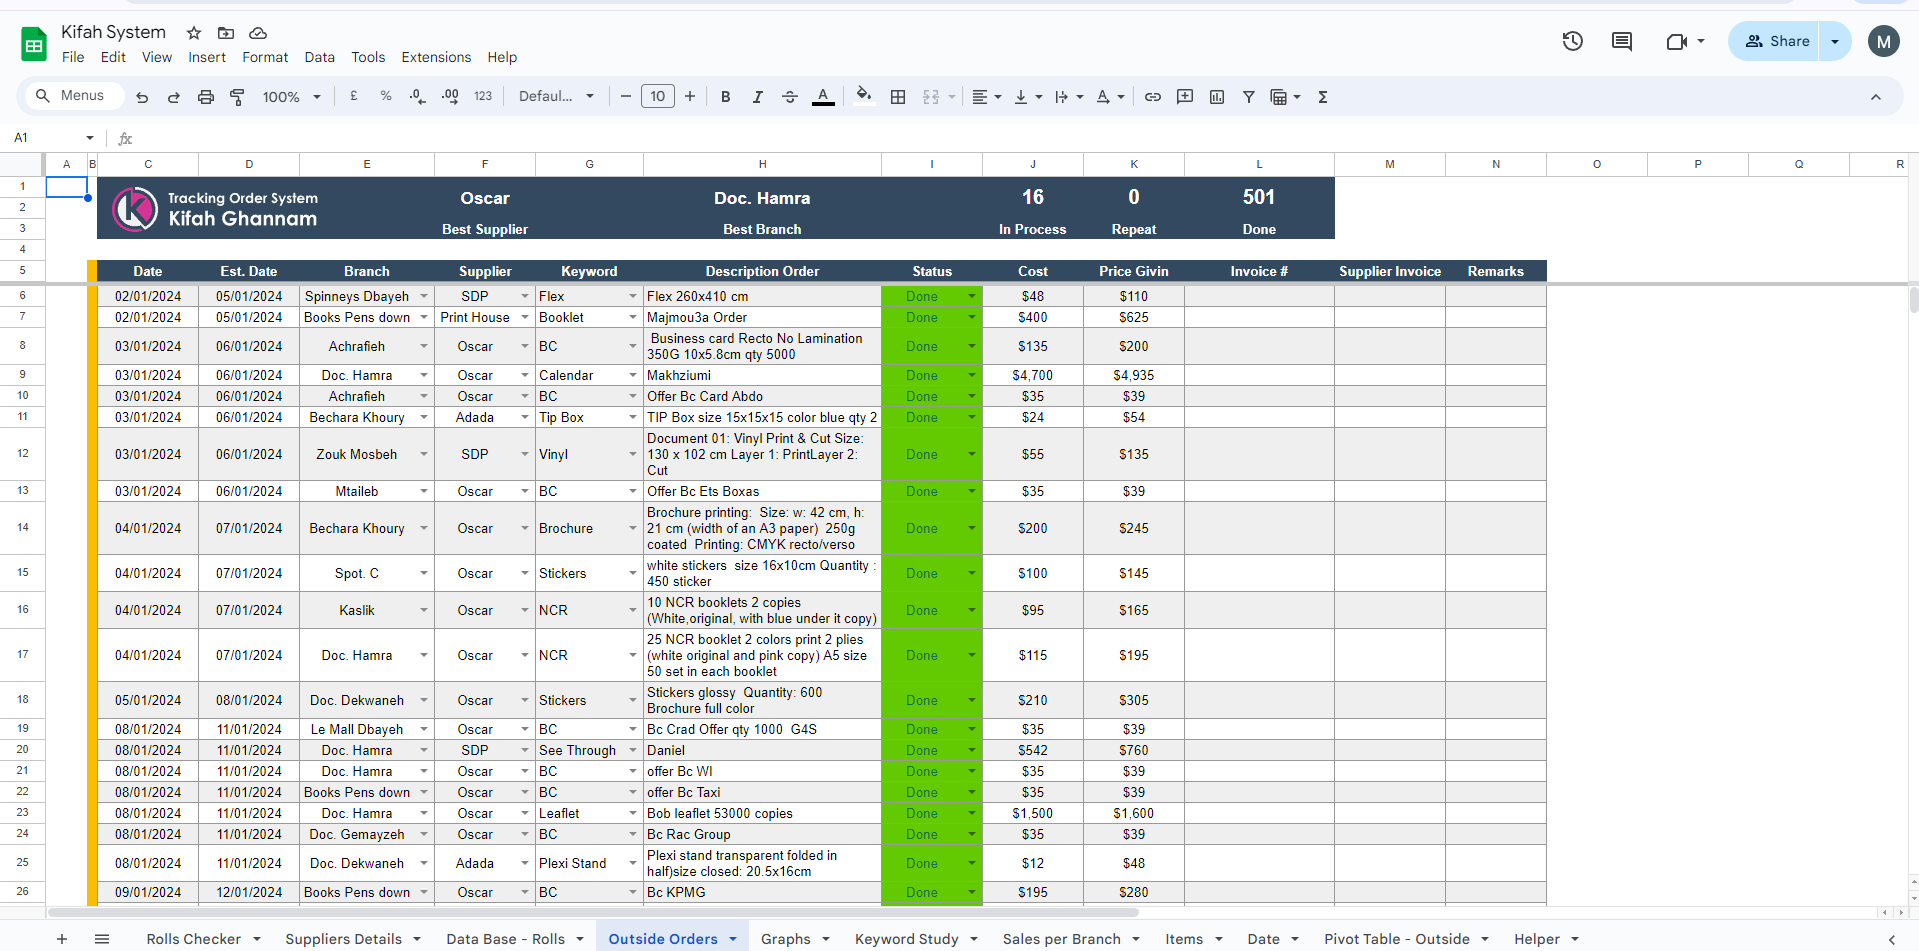 Kifah System
File Edit View Insert Format Data Tools Extensions Help
Share
M
Menus 100% £ % .0 .00 123 Defaul... 10 B I A Σ
A1 fx
A B C D E F G H I J K L M N O P Q R
1
2 Tracking Order System Oscar Doc. Hamra 16 0 501
Kifah Ghannam
3 Best Supplier Best Branch In Process Repeat Done
4
5 Date Est. Date Branch Supplier Keyword Description Order Status Cost Price Givin Invoice # Supplier Invoice Remarks
6 02/01/2024 05/01/2024 Spinneys Dbayeh SDP Flex Flex 260x410 cm Done $48 $110
7 02/01/2024 05/01/2024 Books Pens down Print House Booklet Majmou3a Order Done $400 $625
8 03/01/2024 06/01/2024 Achrafieh Oscar BC Business card Recto No Lamination
350G 10x5.8cm qty 5000 Done $135 $200
9 03/01/2024 06/01/2024 Doc. Hamra Oscar Calendar Makhziumi Done $4,700 $4,935
10 03/01/2024 06/01/2024 Achrafieh Oscar BC Offer Bc Card Abdo Done $35 $39
11 03/01/2024 06/01/2024 Bechara Khoury Adada Tip Box TIP Box size 15x15x15 color blue qty 2 Done $24 $54
12 03/01/2024 06/01/2024 Zouk Mosbeh SDP Vinyl Document 01: Vinyl Print & Cut Size:
130 x 102 cm Layer 1: PrintLayer 2:
Cut Done $55 $135
13 03/01/2024 06/01/2024 Mtaileb Oscar BC Offer Bc Ets Boxas Done $35 $39
14 04/01/2024 07/01/2024 Bechara Khoury Oscar Brochure Brochure printing: Size: w: 42 cm, h:
21 cm (width of an A3 paper) 250g
coated Printing: CMYK recto/verso Done $200 $245
15 04/01/2024 07/01/2024 Spot. C Oscar Stickers white stickers size 16x10cm Quantity :
450 sticker Done $100 $145
16 04/01/2024 07/01/2024 Kaslik Oscar NCR 10 NCR booklets 2 copies
(White,original, with blue under it copy) Done $95 $165
17 04/01/2024 07/01/2024 Doc. Hamra Oscar NCR 25 NCR booklet 2 colors print 2 plies
(white original and pink copy) A5 size
50 set in each booklet Done $115 $195
18 05/01/2024 08/01/2024 Doc. Dekwaneh Oscar Stickers Stickers glossy Quantity: 600
Brochure full color Done $210 $305
19 08/01/2024 11/01/2024 Le Mall Dbayeh Oscar BC Bc Crad Offer qty 1000 G4S Done $35 $39
20 08/01/2024 11/01/2024 Doc. Hamra SDP See Through Daniel Done $542 $760
21 08/01/2024 11/01/2024 Doc. Hamra Oscar BC offer Bc WI Done $35 $39
22 08/01/2024 11/01/2024 Books Pens down Oscar BC offer Bc Taxi Done $35 $39
23 08/01/2024 11/01/2024 Doc. Hamra Oscar Leaflet Bob leaflet 53000 copies Done $1,500 $1,600
24 08/01/2024 11/01/2024 Doc. Gemayzeh Oscar BC Bc Rac Group Done $35 $39
25 08/01/2024 11/01/2024 Doc. Dekwaneh Adada Plexi Stand Plexi stand transparent folded in
half)size closed: 20.5x16cm Done $12 $48
26 09/01/2024 12/01/2024 Books Pens down Oscar BC Bc KPMG Done $195 $280
Rolls Checker Suppliers Details Data Base - Rolls Outside Orders Graphs Keyword Study Sales per Branch Items Date Pivot Table - Outside Helper